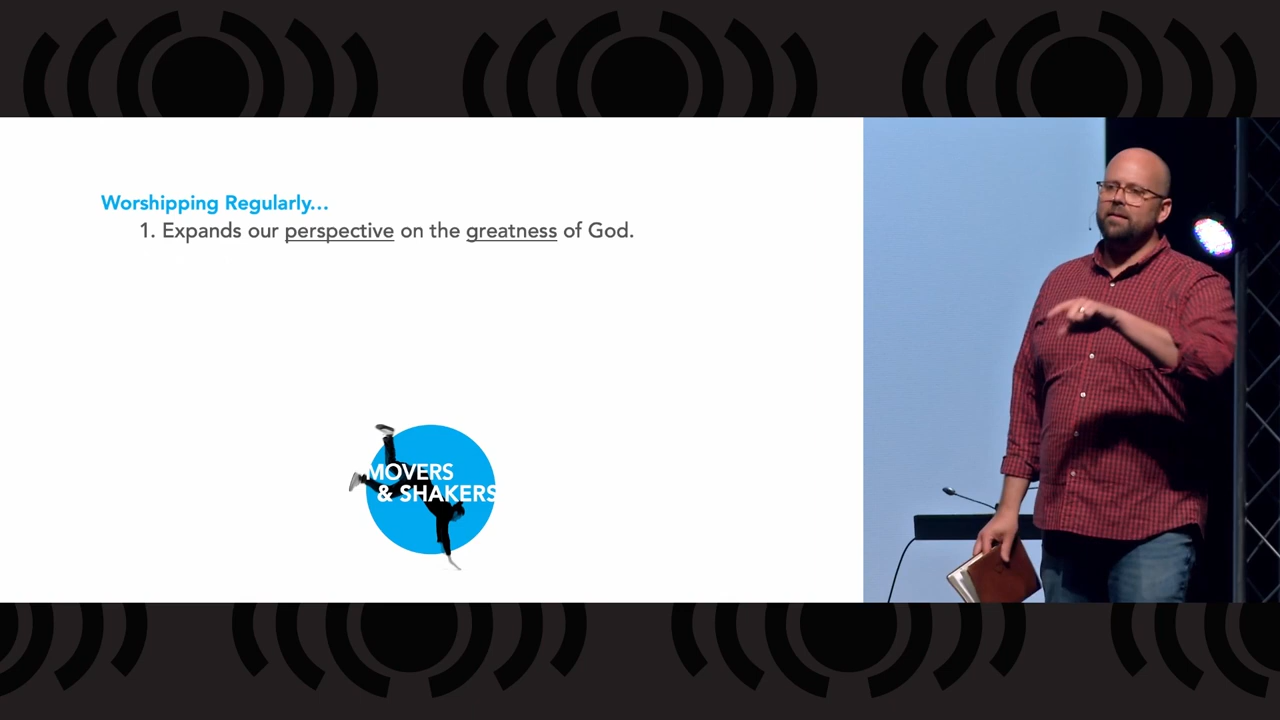 Worshipping Regularly...
1. Expands our perspective on the greatness of God.
MOVERS
& SHAKERS